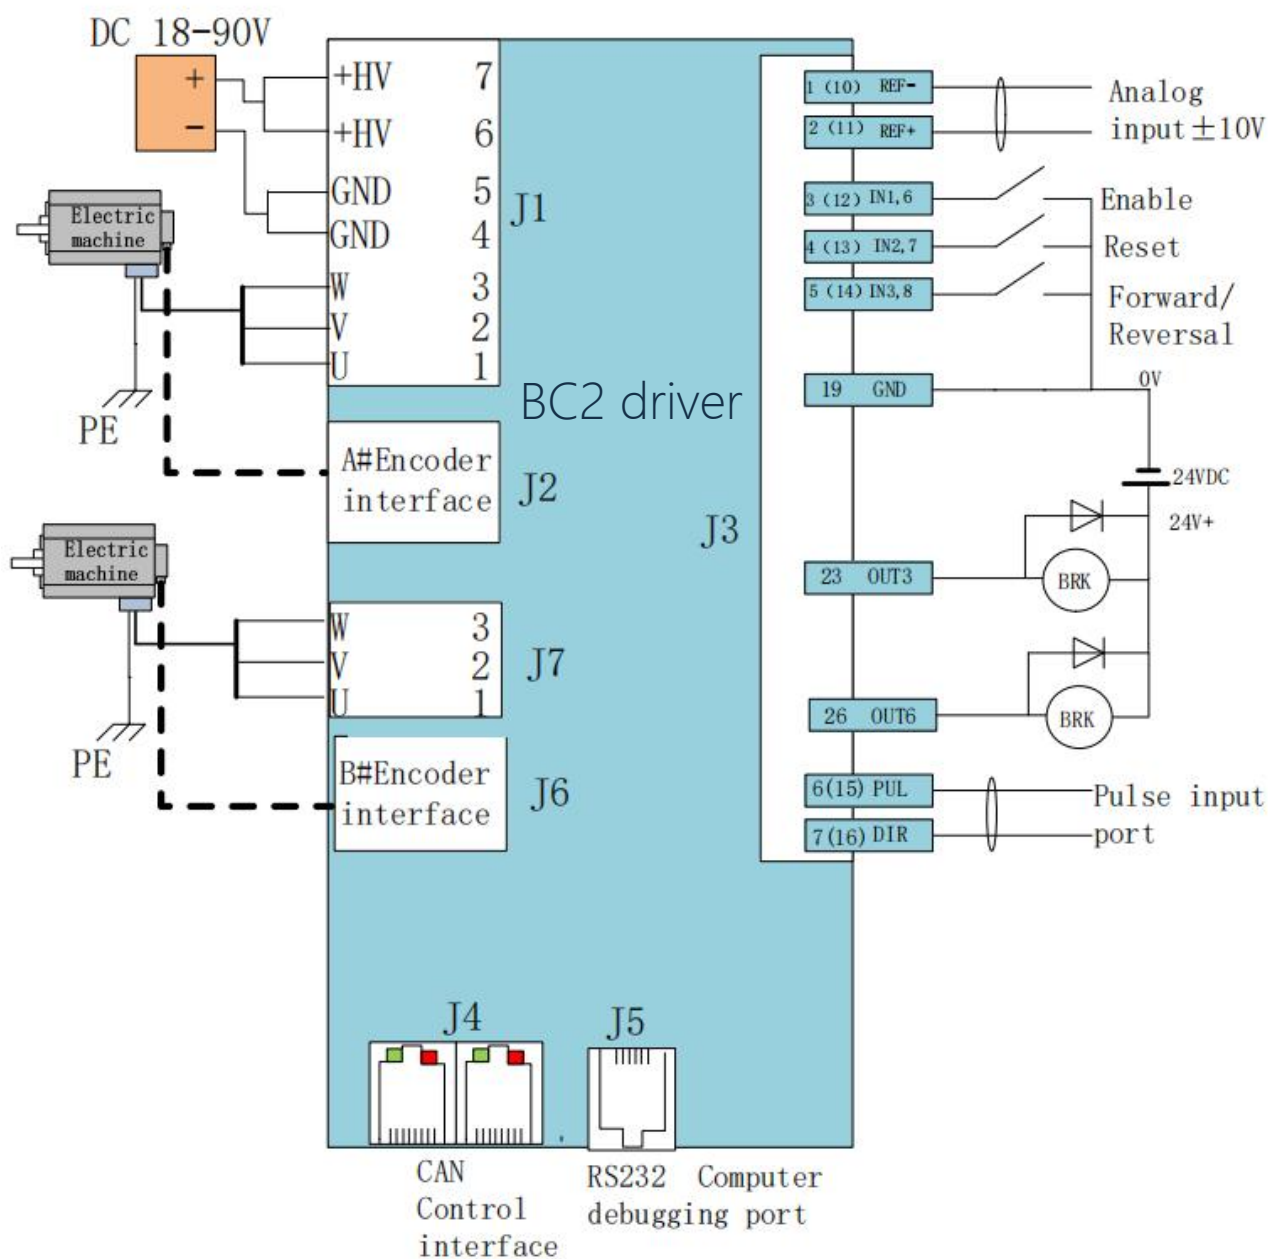 DC 18-90V
+
−
+HV 7
+HV 6
GND 5
GND 4
W 3
V 2
U 1
J1
Electric
machine
PE
BC2 driver
A#Encoder
interface
J2
Electric
machine
PE
W 3
V 2
U 1
J7
B#Encoder
interface
J6
J3
1 (10) REF-
2 (11) REF+
Analog
input±10V
3 (12) IN1,6
Enable
4 (13) IN2,7
Reset
5 (14) IN3,8
Forward/
Reversal
19 GND
0V
24VDC
24V+
23 OUT3
BRK
26 OUT6
BRK
6(15) PUL
7(16) DIR
Pulse input
port
J4
J5
CAN
Control
interface
RS232 Computer
debugging port